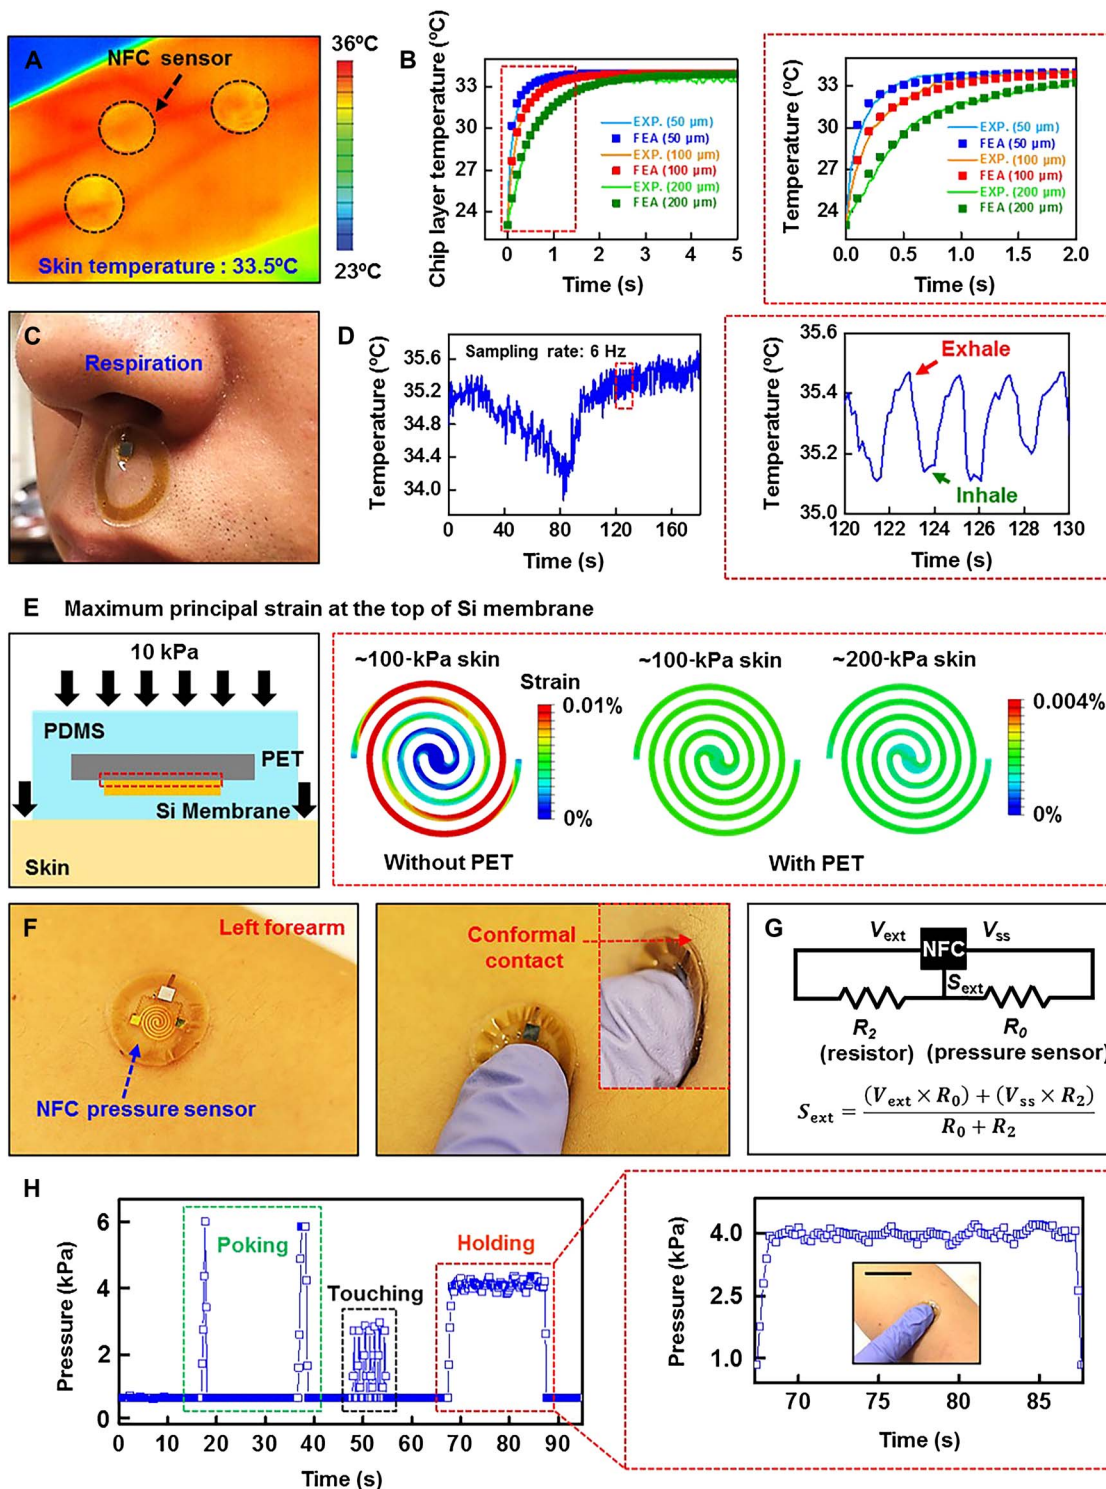 A
NFC sensor
Skin temperature : 33.5ºC
36ºC
23ºC
B
Chip layer temperature (ºC)
33
30
27
24
EXP. (50 µm)
FEA (50 µm)
EXP. (100 µm)
FEA (100 µm)
EXP. (200 µm)
FEA (200 µm)
0 1 2 3 4 5
Time (s)
Temperature (ºC)
33
30
27
24
EXP. (50 µm)
FEA (50 µm)
EXP. (100 µm)
FEA (100 µm)
EXP. (200 µm)
FEA (200 µm)
0.0 0.5 1.0 1.5 2.0
Time (s)
C
Respiration
D
Temperature (ºC)
Sampling rate: 6 Hz
35.6
35.2
34.8
34.4
34.0
0 40 80 120 160
Time (s)
Temperature (ºC)
35.6
35.4
35.2
35.0
Exhale
Inhale
120 122 124 126 128 130
Time (s)
E Maximum principal strain at the top of Si membrane
10 kPa
PDMS
PET
Si Membrane
Skin
~100-kPa skin
Strain
0.01%
0%
Without PET
~100-kPa skin
~200-kPa skin
0.004%
0%
With PET
F
Left forearm
NFC pressure sensor
Conformal
contact
G
Vext NFC Vss
Sext
R2 R0
(resistor) (pressure sensor)
Sext = (Vext × R0) + (Vss × R2)
R0 + R2
H
Pressure (kPa)
6
4
2
0
Poking
Touching
Holding
0 10 20 30 40 50 60 70 80 90
Time (s)
Pressure (kPa)
4.0
2.5
1.0
70 75 80 85
Time (s)